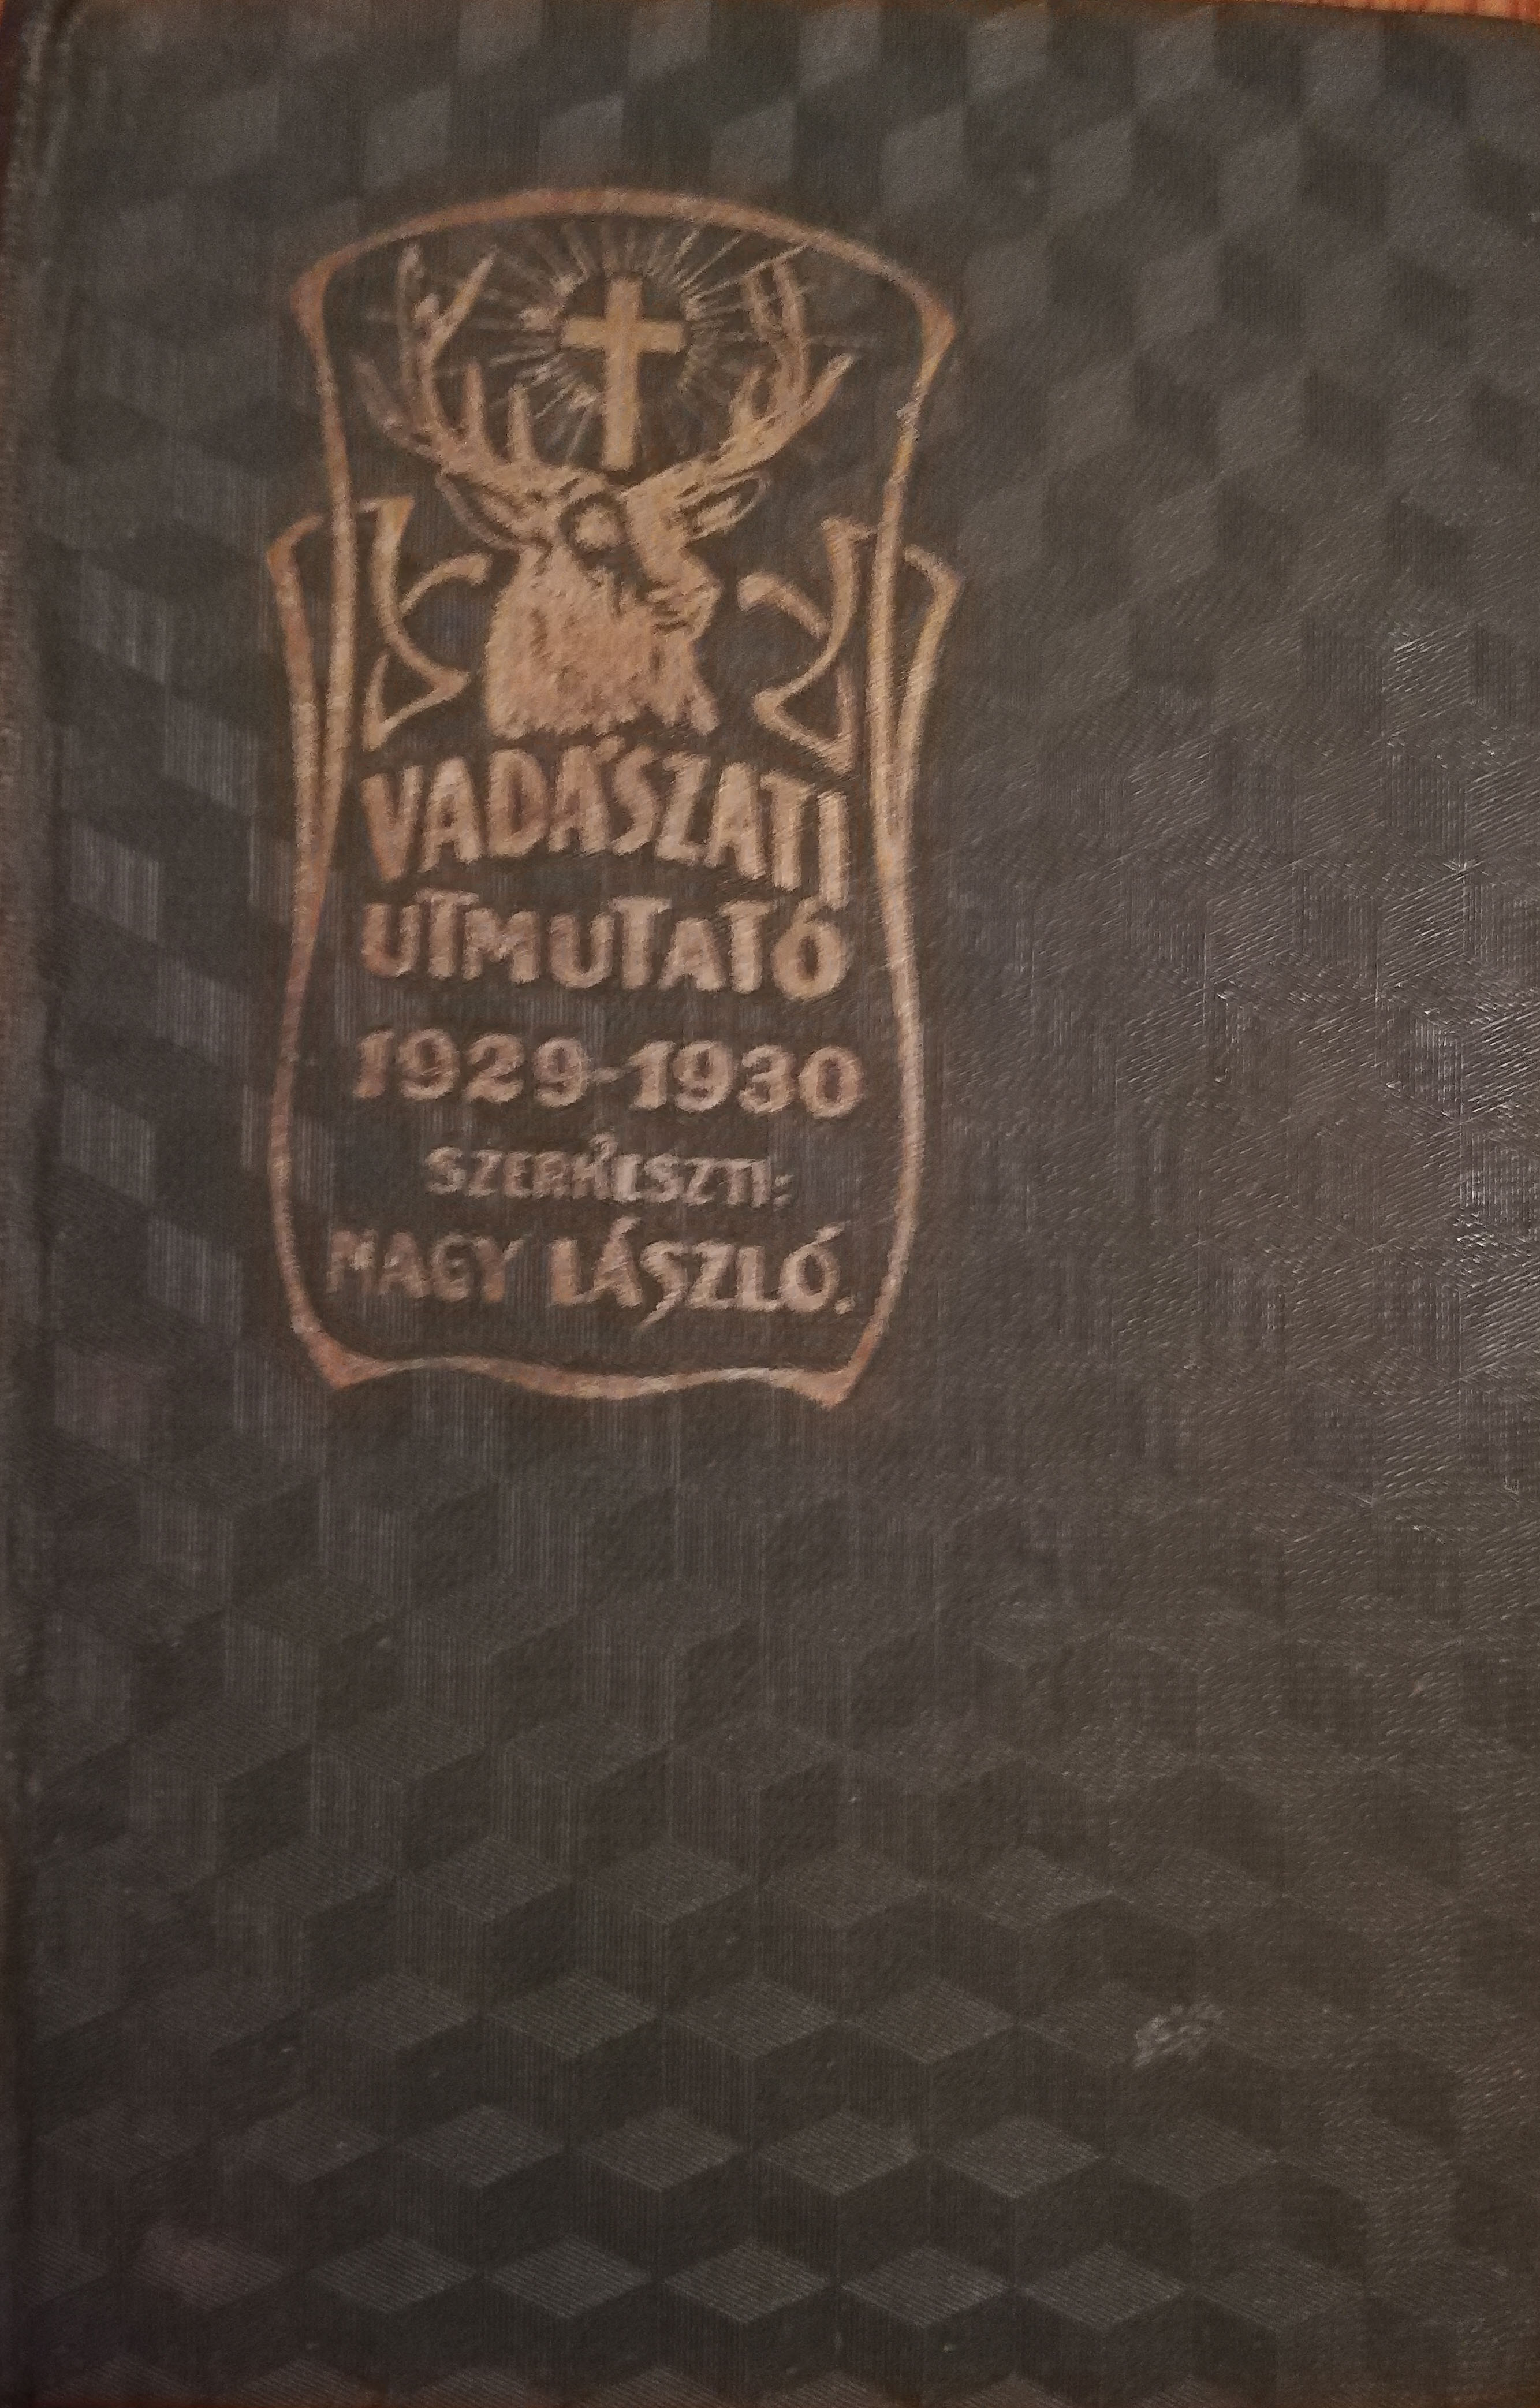 VADÁSZATI
UTMUTATÓ
1929-1930
SZERKESZTI:
NAGY LÁSZLÓ.